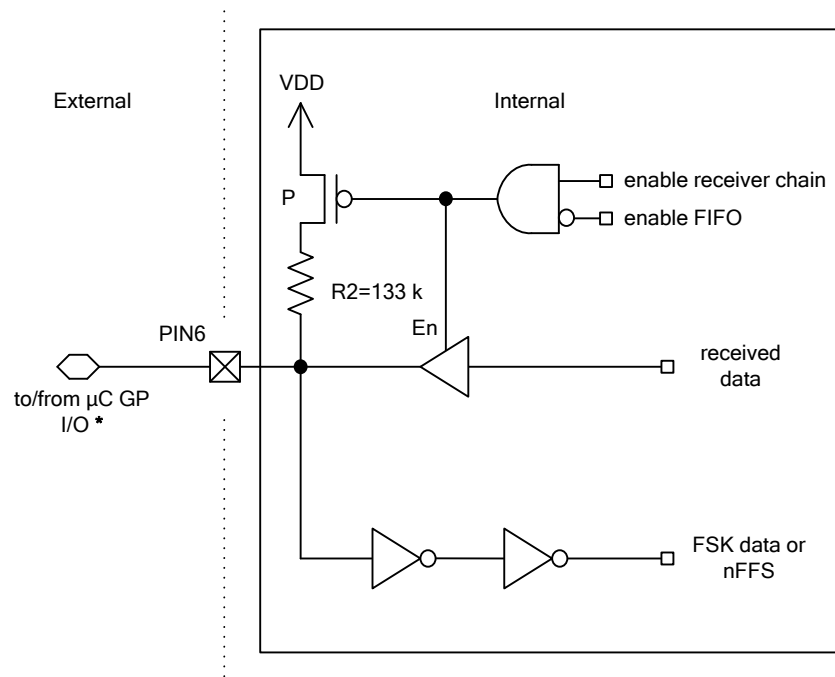 External
Internal
VDD
P
enable receiver chain
enable FIFO
R2=133 k
En
PIN6
received
data
to/from µC GP
I/O *
FSK data or
nFFS